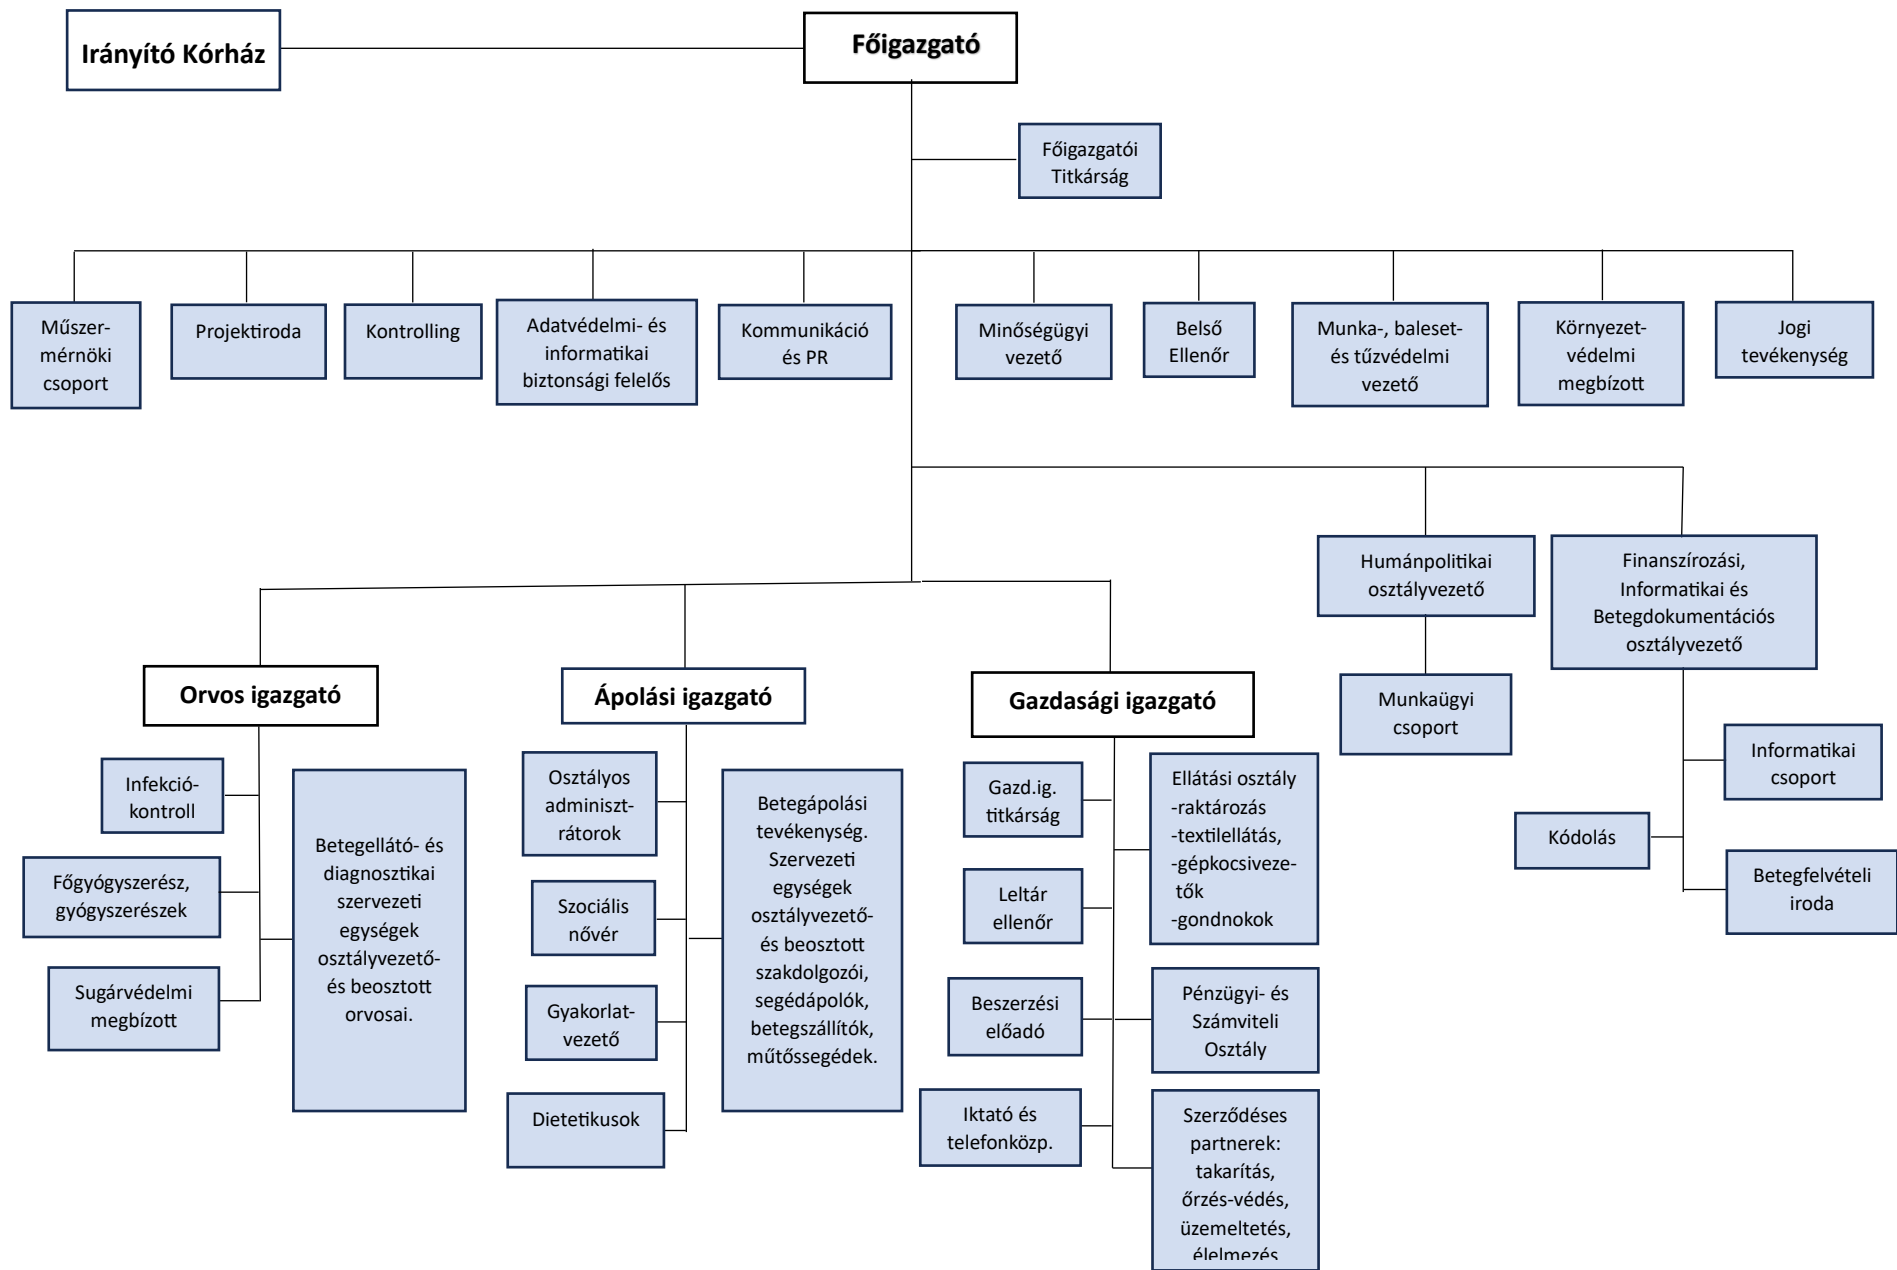 Irányító Kórház
Főigazgató
Főigazgatói
Titkárság
Műszer-
mérnöki
csoport
Projektiroda
Kontrolling
Adatvédelmi- és
informatikai
biztonsági felelős
Kommunikáció
és PR
Minőségügyi
vezető
Belső
Ellenőr
Munka-, baleset-
és tűzvédelmi
vezető
Környezet-
védelmi
megbízott
Jogi
tevékenység
Humánpolitikai
osztályvezető
Finanszírozási,
Informatikai és
Betegdokumentációs
osztályvezető
Munkaügyi
csoport
Informatikai
csoport
Kódolás
Betegfelvételi
iroda
Orvos igazgató
Infekció-
kontroll
Főgyógyszerész,
gyógyszerészek
Sugárvédelmi
megbízott
Betegellátó- és
diagnosztikai
szervezeti
egységek
osztályvezető-
és beosztott
orvosai.
Ápolási igazgató
Osztályos
adminiszt-
rátorok
Szociális
nővér
Gyakorlat-
vezető
Dietetikusok
Betegápolási
tevékenység.
Szervezeti
egységek
osztályvezető-
és beosztott
szakdolgozói,
segédápolók,
betegszállítók,
műtőssegédek.
Gazdasági igazgató
Gazd.ig.
titkárság
Leltár
ellenőr
Beszerzési
előadó
Iktató és
telefonközp.
Ellátási osztály
-raktározás
-textilellátás,
-gépkocsiveze-
tők
-gondnokok
Pénzügyi- és
Számviteli
Osztály
Szerződéses
partnerek:
takarítás,
őrzés-védés,
üzemeltetés,
élelmezés